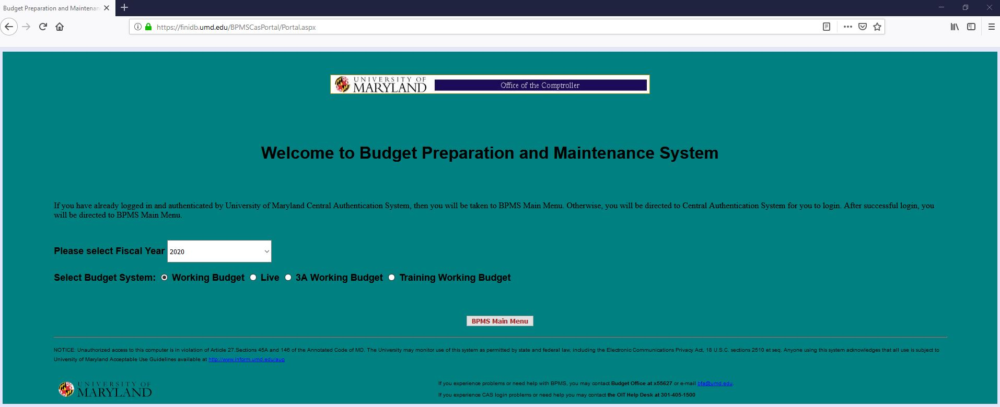 Budget Preparation and Maintenan
https://finidb.umd.edu/BPMSCasPortal/Portal.aspx
UNIVERSITY OF
MARYLAND
Office of the Comptroller
Welcome to Budget Preparation and Maintenance System
If you have already logged in and authenticated by University of Maryland Central Authentication System, then you will be taken to BPMS Main Menu. Otherwise, you will be directed to Central Authentication System for you to login. After successful login, you
will be directed to BPMS Main Menu.
Please select Fiscal Year 2020
Select Budget System: Working Budget Live 3A Working Budget Training Working Budget
BPMS Main Menu
NOTICE: Unauthorized access to this computer is in violation of Article 27.Sections 45A and 146 of the Annotated Code of MD. The University may monitor use of this system as permitted by state and federal law, including the Electronic Communications Privacy Act, 18 U.S.C. sections 2510 et seq. Anyone using this system acknowledges that all use is subject to
University of Maryland Acceptable Use Guidelines available at http://www.inform.umd.edu/aug
UNIVERSITY OF
MARYLAND
If you experience problems or need help with BPMS, you may contact Budget Office at x55627 or e-mail bfa@umd.edu.
If you experience CAS login problems or need help you may contact the OIT Help Desk at 301-405-1500